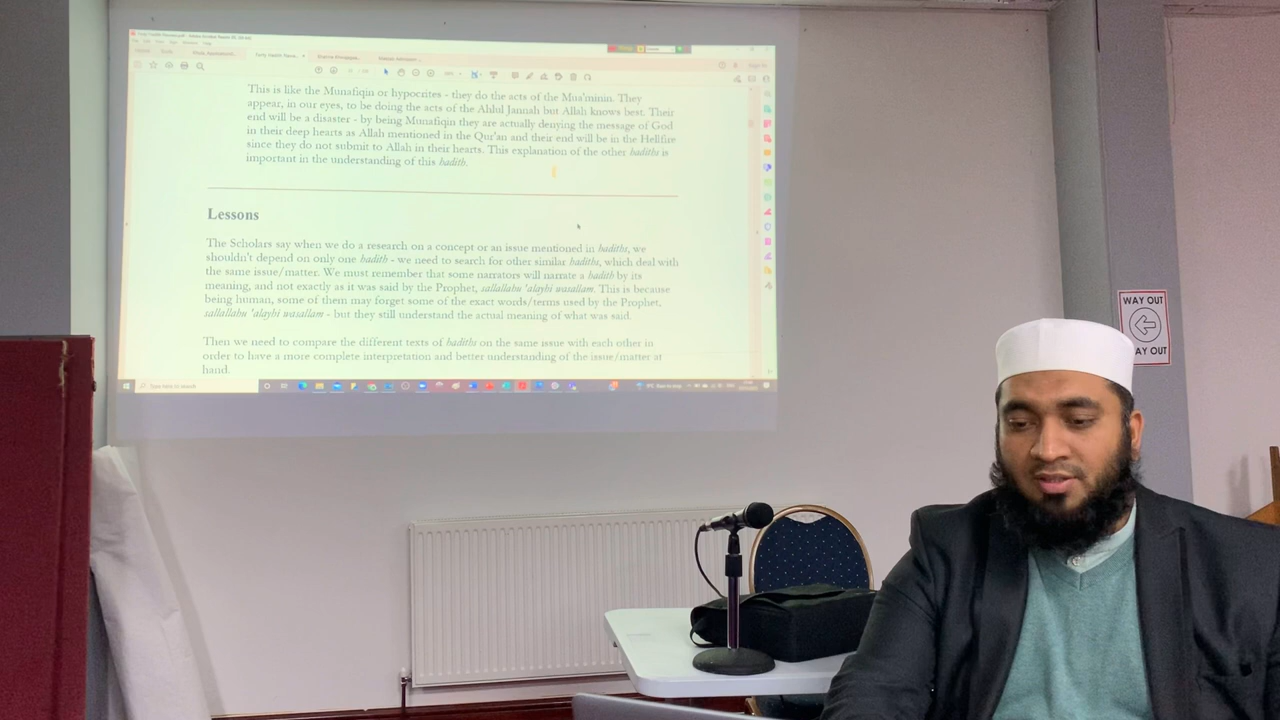 This is like the Munafiqin or hypocrites - they do the acts of the Mua'minin. They
appear, in our eyes, to be doing the acts of the Ahlul Jannah but Allah knows best. Their
end will be a disaster - by being Munafiqin they are actually denying the message of God
in their deep hearts as Allah mentioned in the Qur'an and their end will be in the Hellfire
since they do not submit to Allah in their hearts. This explanation of the other hadiths is
important in the understanding of this hadith.
Lessons
The Scholars say when we do a research on a concept or an issue mentioned in hadiths, we
shouldn't depend on only one hadith - we need to search for other similar hadiths, which deal with
the same issue/matter. We must remember that some narrators will narrate a hadith by its
meaning, and not exactly as it was said by the Prophet, sallallahu 'alayhi wasallam. This is because
being human, some of them may forget some of the exact words/terms used by the Prophet,
sallallahu 'alayhi wasallam - but they still understand the actual meaning of what was said.
Then we need to compare the different texts of hadiths on the same issue with each other in
order to have a more complete interpretation and better understanding of the issue/matter at
hand.
Type here to search
WAY OUT
AY OUT